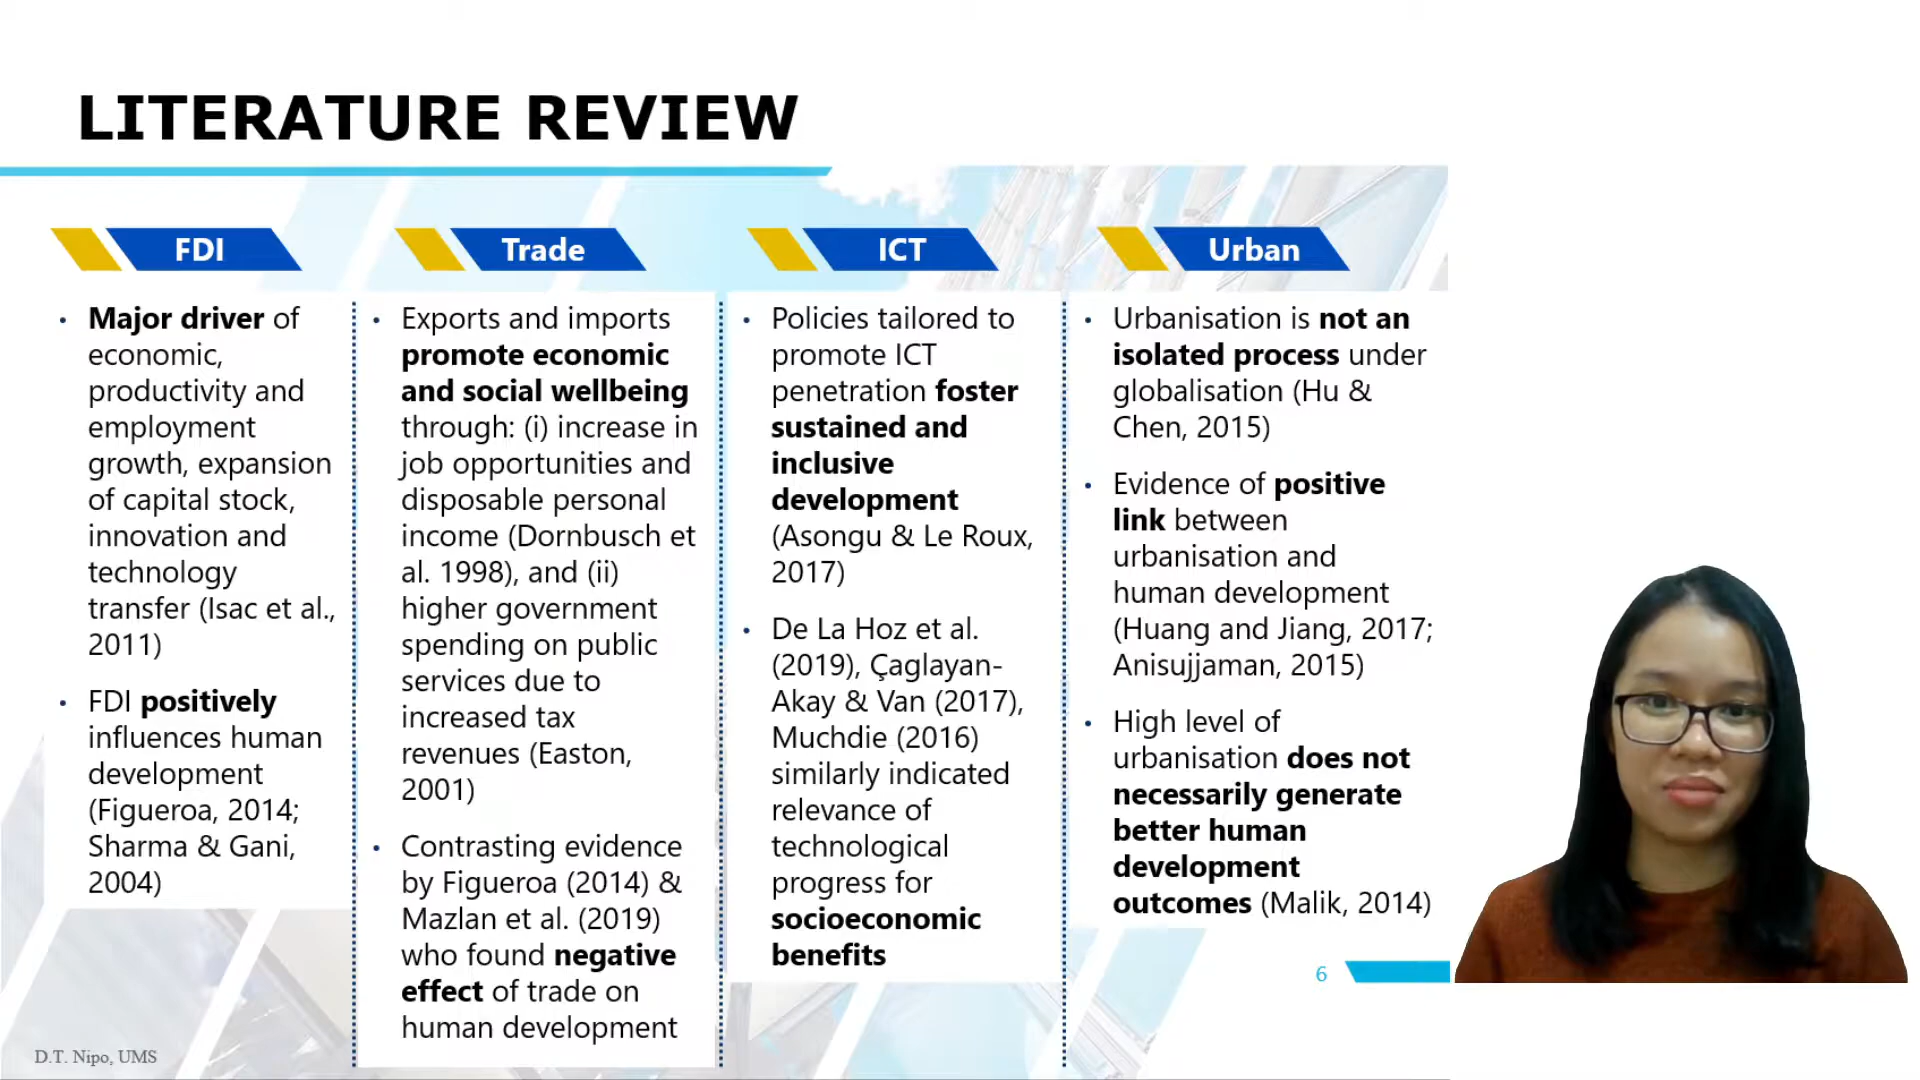 LITERATURE REVIEW
FDI
• Major driver of
economic,
productivity and
employment
growth, expansion
of capital stock,
innovation and
technology
transfer (Isac et al.,
2011)
• FDI positively
influences human
development
(Figueroa, 2014;
Sharma & Gani,
2004)
Trade
• Exports and imports
promote economic
and social wellbeing
through: (i) increase in
job opportunities and
disposable personal
income (Dornbusch et
al. 1998), and (ii)
higher government
spending on public
services due to
increased tax
revenues (Easton,
2001)
• Contrasting evidence
by Figueroa (2014) &
Mazlan et al. (2019)
who found negative
effect of trade on
human development
ICT
• Policies tailored to
promote ICT
penetration foster
sustained and
inclusive
development
(Asongu & Le Roux,
2017)
• De La Hoz et al.
(2019), Çaglayan-
Akay & Van (2017),
Muchdie (2016)
similarly indicated
relevance of
technological
progress for
socioeconomic
benefits
Urban
• Urbanisation is not an
isolated process under
globalisation (Hu &
Chen, 2015)
• Evidence of positive
link between
urbanisation and
human development
(Huang and Jiang, 2017;
Anisujjaman, 2015)
• High level of
urbanisation does not
necessarily generate
better human
development
outcomes (Malik, 2014)
6
D.T. Nipo, UMS